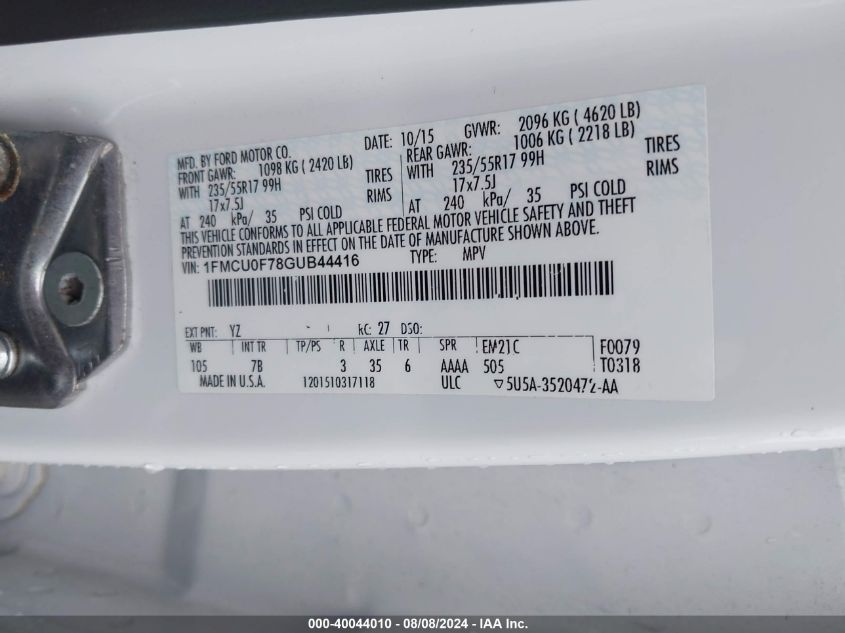 MFD. BY FORD MOTOR CO.
DATE: 10/15 GVWR: 2096 KG ( 4620 LB)
FRONT GAWR: 1098 KG ( 2420 LB) REAR GAWR: 1006 KG ( 2218 LB)
WITH 235/55R17 99H TIRES WITH 235/55R17 99H TIRES
17x7.5J RIMS 17x7.5J RIMS
AT 240 kPa/ 35 PSI COLD AT 240 kPa/ 35 PSI COLD
THIS VEHICLE CONFORMS TO ALL APPLICABLE FEDERAL MOTOR VEHICLE SAFETY AND THEFT
PREVENTION STANDARDS IN EFFECT ON THE DATE OF MANUFACTURE SHOWN ABOVE.
VIN: 1FMCU0F78GUB44416 TYPE: MPV
EXT PNT: YZ RC: 27 DSO:
WB INT TR TP/PS R AXLE TR SPR EM21C F0079
105 7B 3 35 6 AAAA 505 T0318
MADE IN U.S.A. 1201510317118 ULC ▽5U5A-3520472-AA
000-40044010 - 08/08/2024 - IAA Inc.